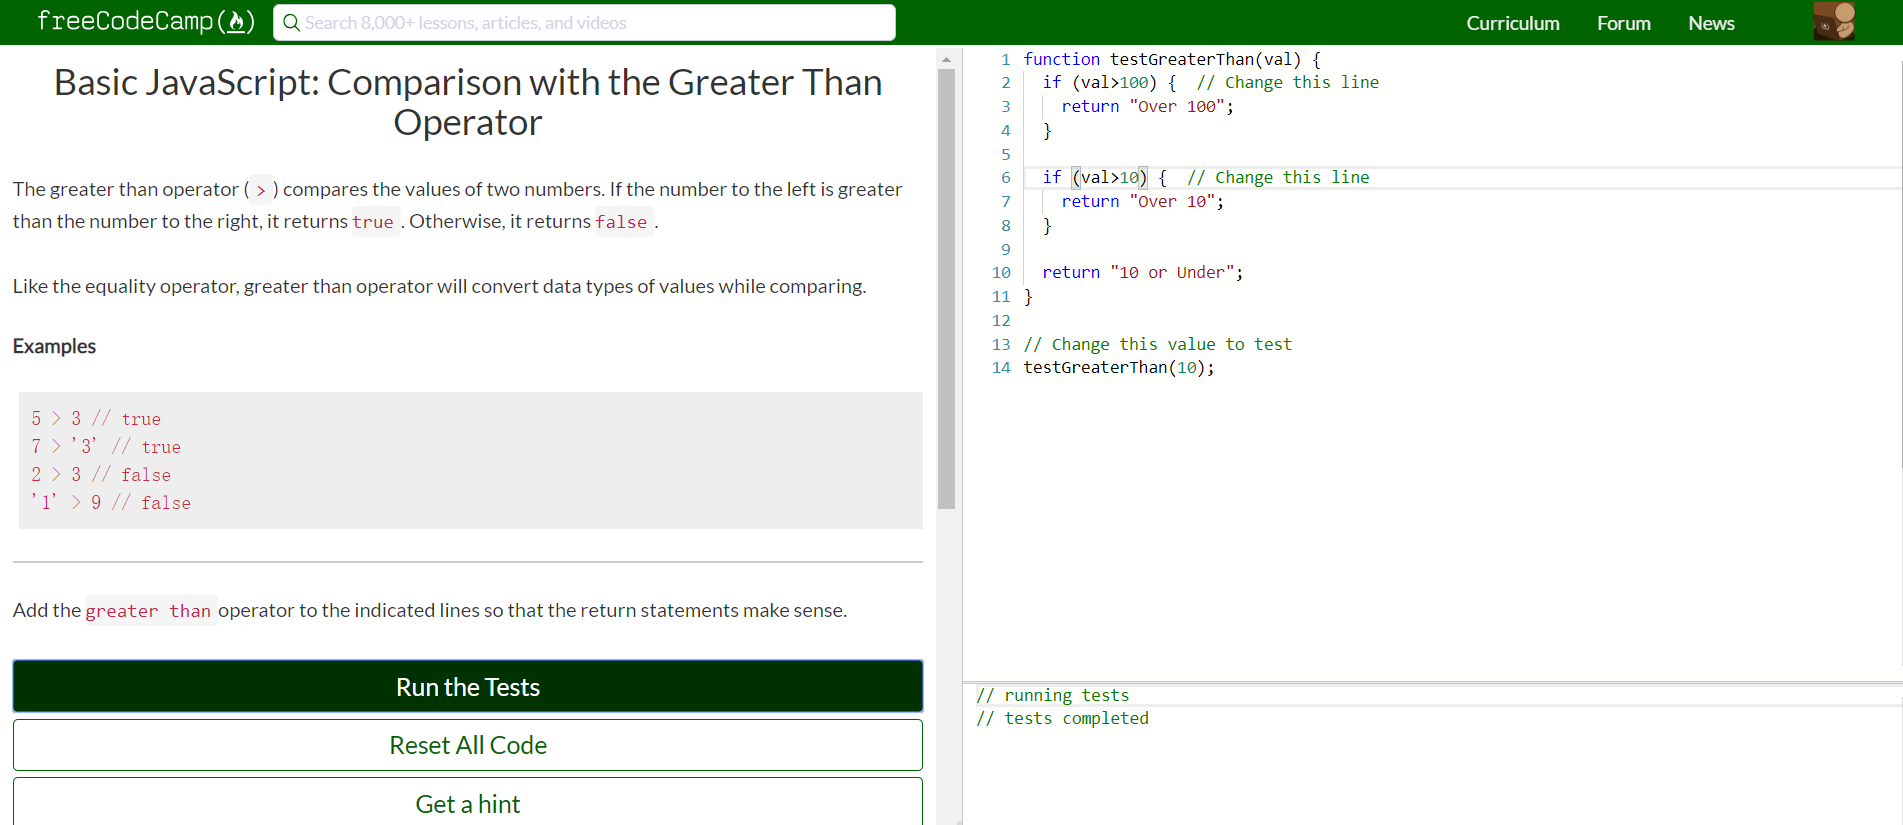 freeCodeCamp
Search 8,000+ lessons, articles, and videos
Curriculum
Forum
News
Basic JavaScript: Comparison with the Greater Than
Operator
The greater than operator ( > ) compares the values of two numbers. If the number to the left is greater
than the number to the right, it returns true . Otherwise, it returns false .
Like the equality operator, greater than operator will convert data types of values while comparing.
Examples
5 > 3 // true
7 > '3' // true
2 > 3 // false
'1' > 9 // false
Add the greater than operator to the indicated lines so that the return statements make sense.
Run the Tests
Reset All Code
Get a hint
1 function testGreaterThan(val) {
2 if (val>100) { // Change this line
3 return "Over 100";
4 }
5
6 if (val>10) { // Change this line
7 return "Over 10";
8 }
9
10 return "10 or Under";
11 }
12
13 // Change this value to test
14 testGreaterThan(10);
// running tests
// tests completed